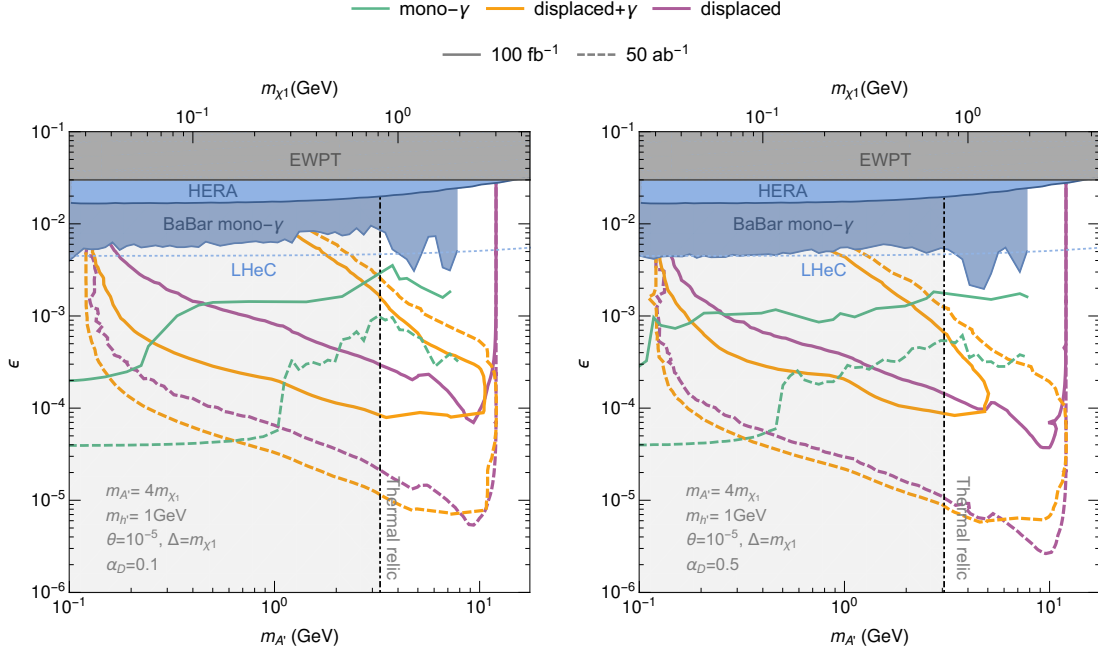 mono-γ displaced+γ displaced
100 fb⁻¹ 50 ab⁻¹
m_χ1(GeV)
10⁻¹ 10⁰
10⁻¹
10⁻²
10⁻³
10⁻⁴
10⁻⁵
10⁻⁶
ϵ
EWPT
HERA
BaBar mono-γ
LHeC
Thermal relic
m_A'= 4m_χ₁
m_h'= 1GeV
θ=10⁻⁵, Δ=m_χ₁
α_D=0.1
10⁻¹ 10⁰ 10¹
m_A' (GeV)
m_χ1(GeV)
10⁻¹ 10⁰
10⁻¹
10⁻²
10⁻³
10⁻⁴
10⁻⁵
10⁻⁶
ϵ
EWPT
HERA
BaBar mono-γ
LHeC
Thermal relic
m_A'= 4m_χ₁
m_h'= 1GeV
θ=10⁻⁵, Δ=m_χ₁
α_D=0.5
10⁻¹ 10⁰ 10¹
m_A' (GeV)